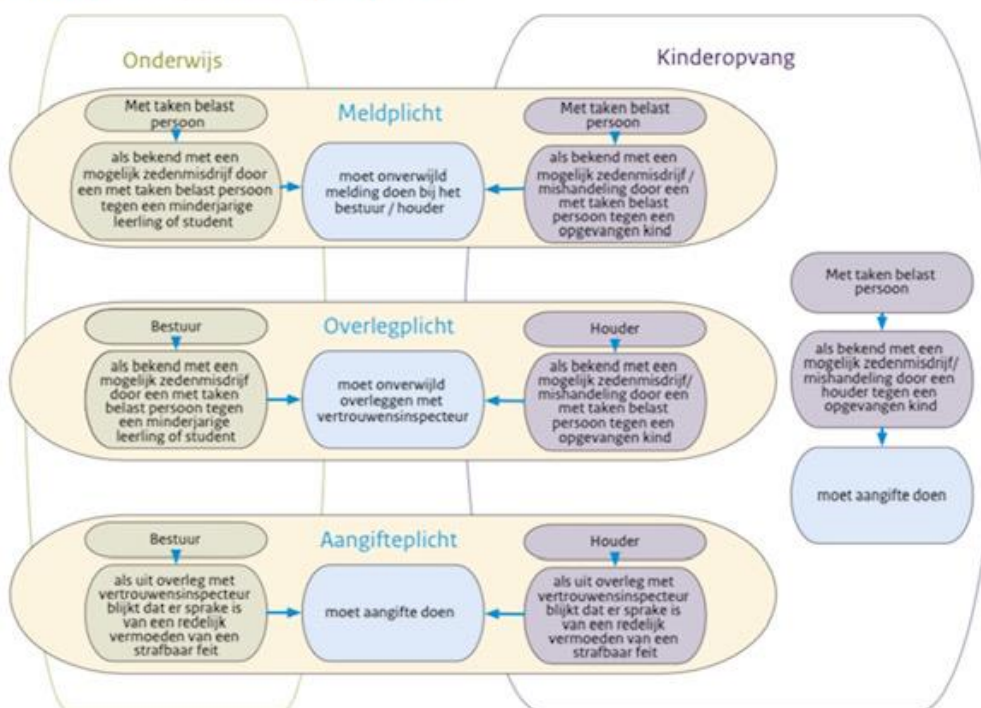 Onderwijs
Kinderopvang
Meldplicht
Met taken belast
persoon
als bekend met een
mogelijk zedenmisdrijf door
een met taken belast persoon
tegen een minderjarige
leerling of student
moet onverwijld
melding doen bij het
bestuur / houder
Met taken belast
persoon
als bekend met een
mogelijk zedenmisdrijf /
mishandeling door een
met taken belast
persoon tegen een
opgevangen kind
Overlegplicht
Bestuur
als bekend met een
mogelijk zedenmisdrijf
door een met taken
belast persoon tegen
een minderjarige
leerling of student
moet onverwijld
overleggen met
vertrouwensinspecteur
Houder
als bekend met een
mogelijk zedenmisdrijf/
mishandeling door een
met taken belast
persoon tegen een
opgevangen kind
Aangifteplicht
Bestuur
als uit overleg met
vertrouwensinspecteur
blijkt dat er sprake is
van een redelijk
vermoeden van een
strafbaar feit
moet aangifte doen
Houder
als uit overleg met
vertrouwensinspecteur
blijkt dat er sprake is
van een redelijk
vermoeden van een
strafbaar feit
Met taken belast
persoon
als bekend met een
mogelijk zedenmisdrijf/
mishandeling door een
houder tegen een
opgevangen kind
moet aangifte doen